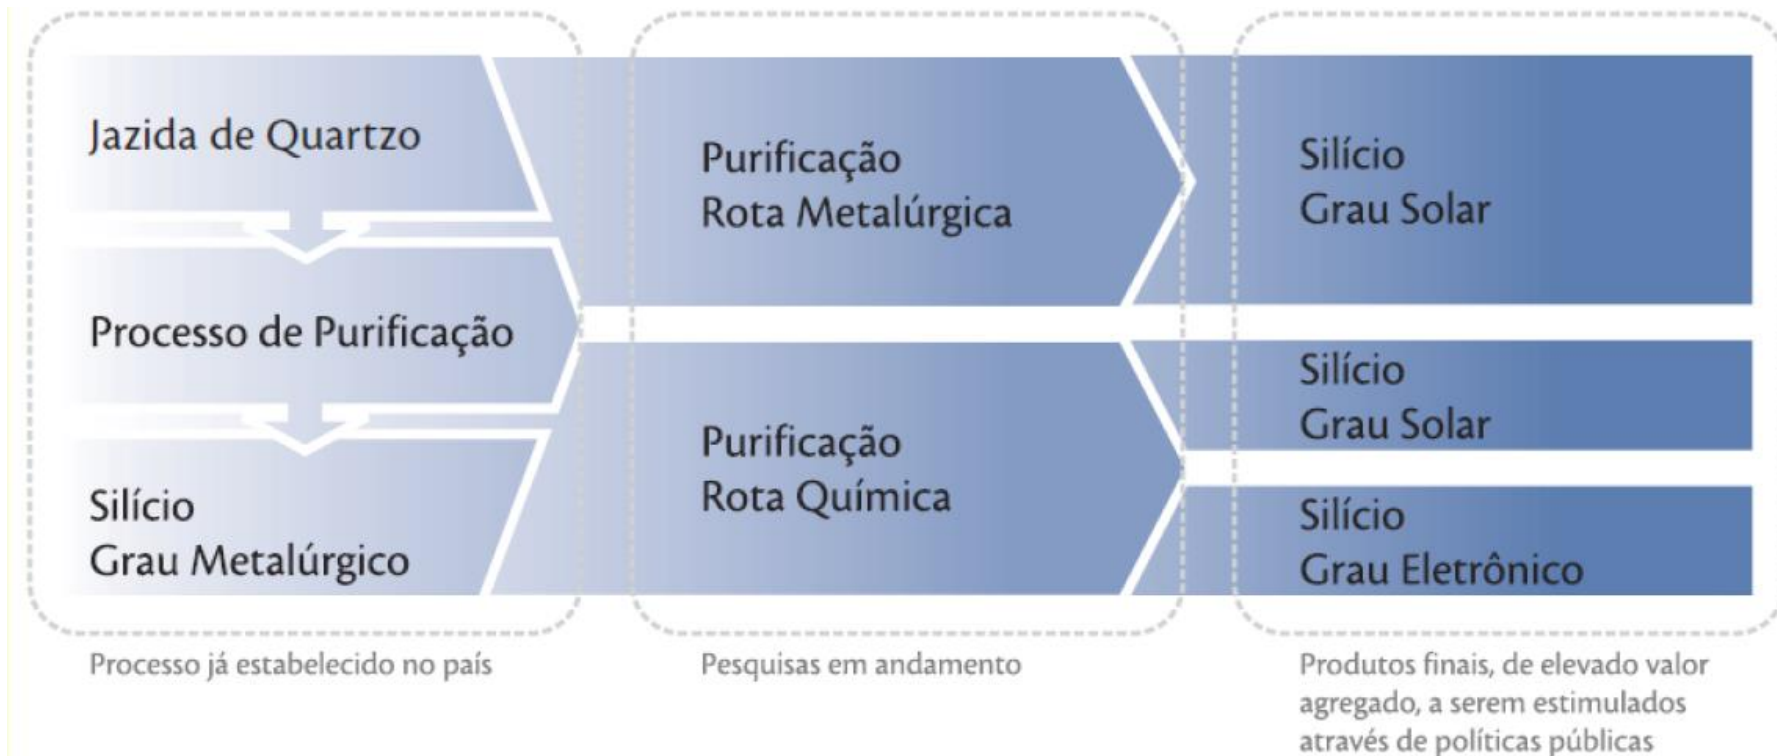 Jazida de Quartzo
Processo de Purificação
Silício
Grau Metalúrgico
Processo já estabelecido no país
Purificação
Rota Metalúrgica
Purificação
Rota Química
Pesquisas em andamento
Silício
Grau Solar
Silício
Grau Solar
Silício
Grau Eletrônico
Produtos finais, de elevado valor
agregado, a serem estimulados
através de políticas públicas